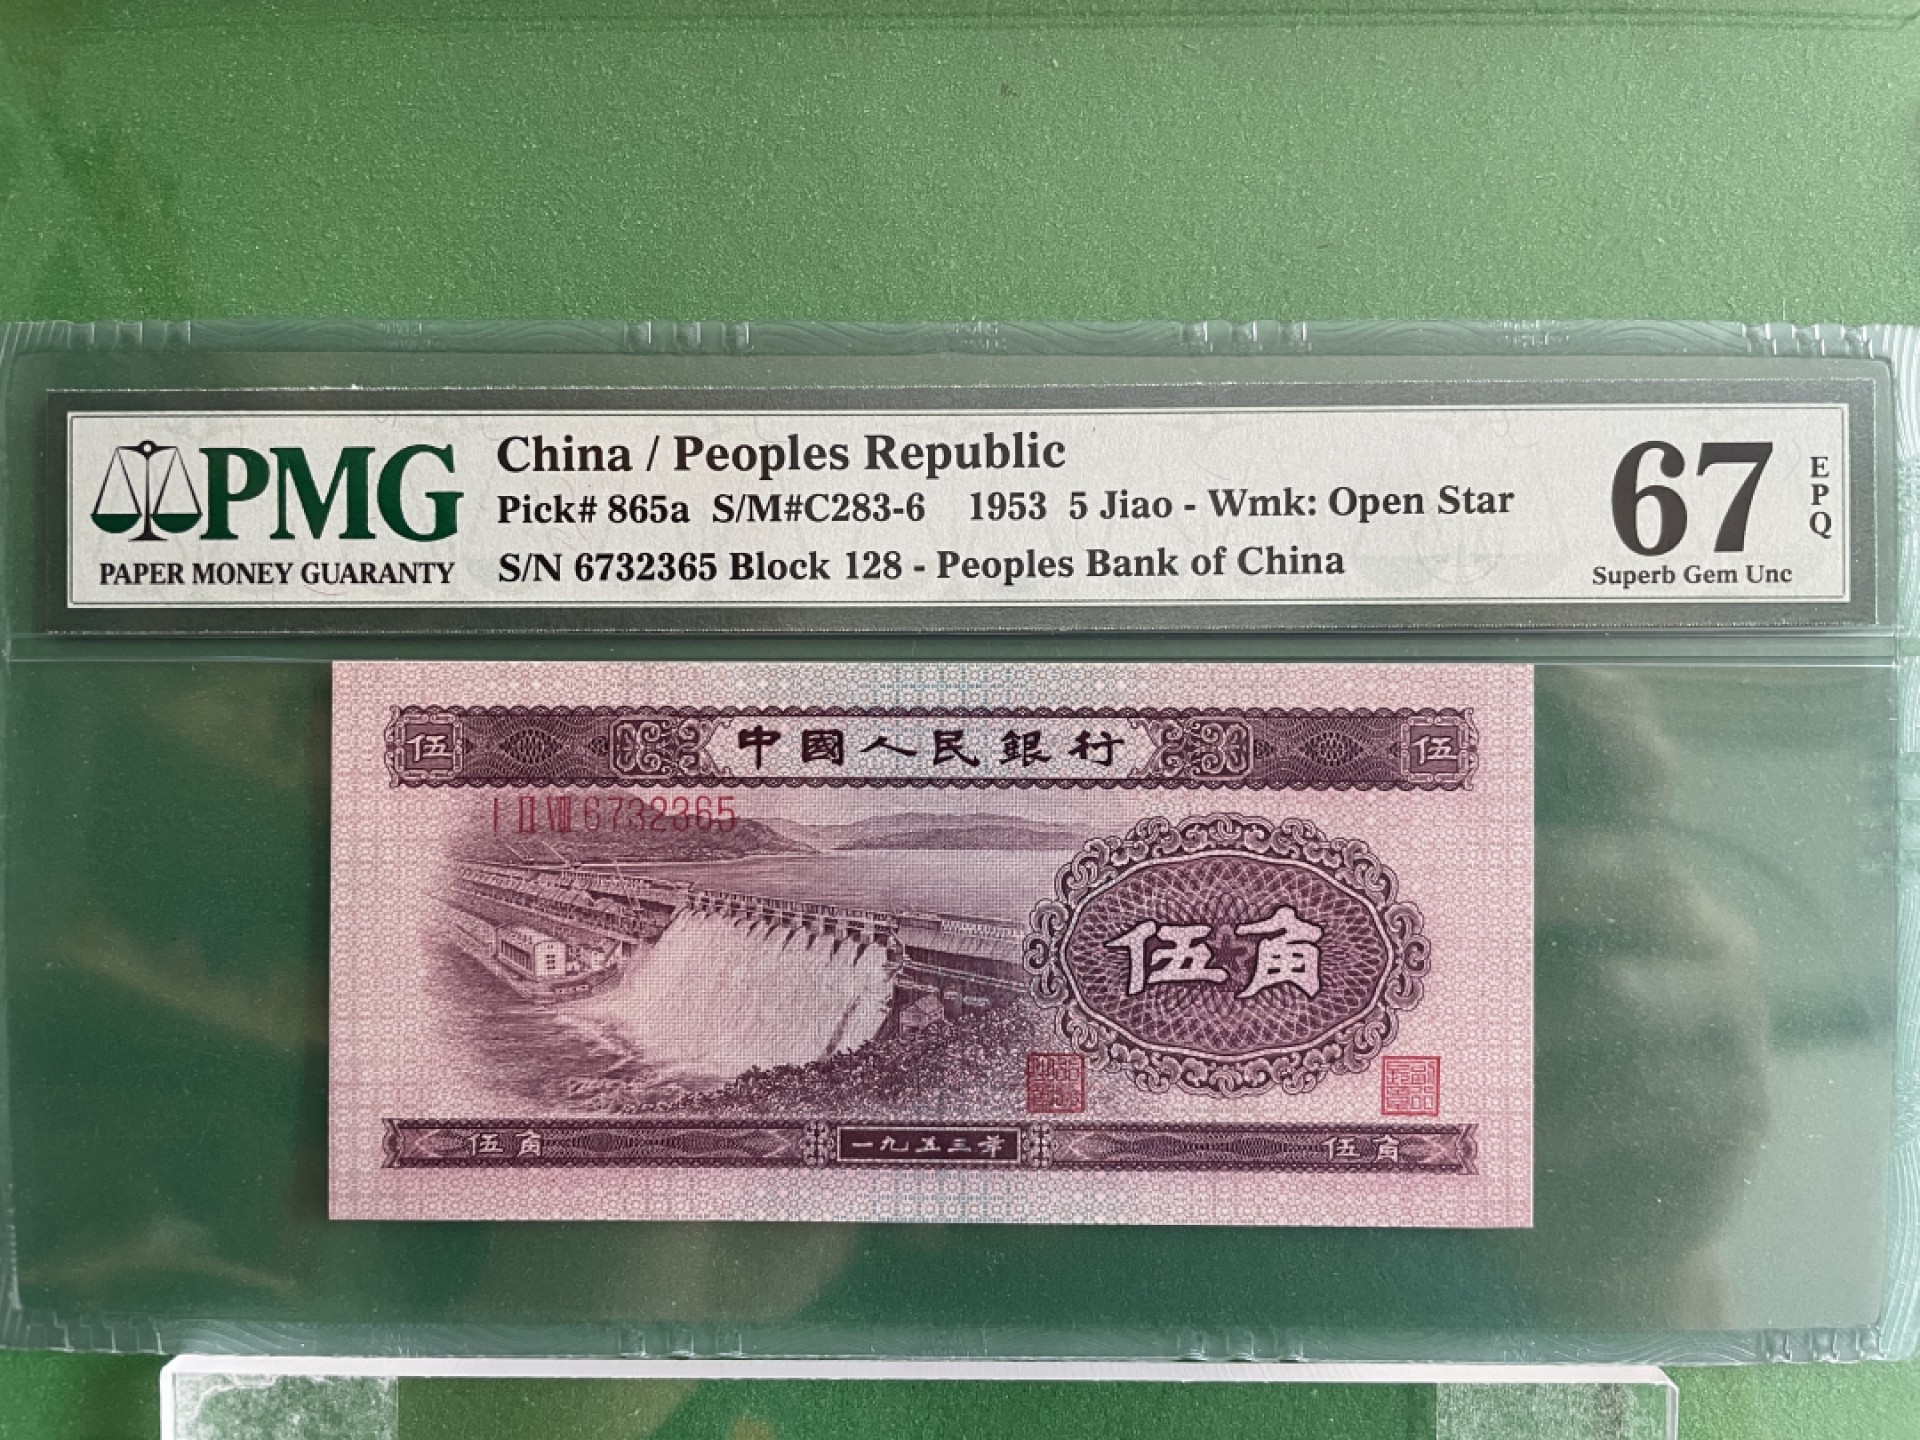 PMG
PAPER MONEY GUARANTY
China / Peoples Republic
Pick# 865a S/M#C283-6 1953 5 Jiao - Wmk: Open Star
S/N 6732365 Block 128 - Peoples Bank of China
67
EPQ
Superb Gem Unc
伍 中國人民銀行 伍
I II VIII 6732365
伍角
伍角 一九五三年 伍角